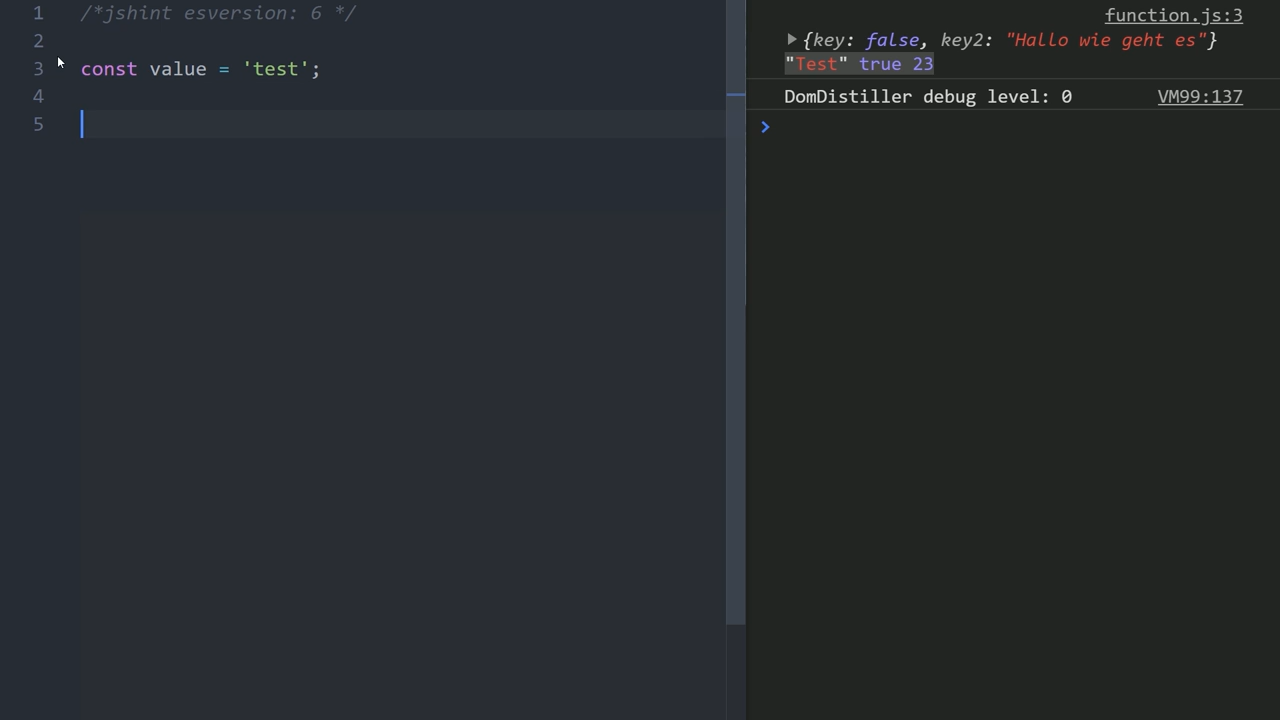 1 /*jshint esversion: 6 */
2
3 const value = 'test';
4
5
function.js:3
▶{key: false, key2: "Hallo wie geht es"}
"Test" true 23
DomDistiller debug level: 0 VM99:137
>